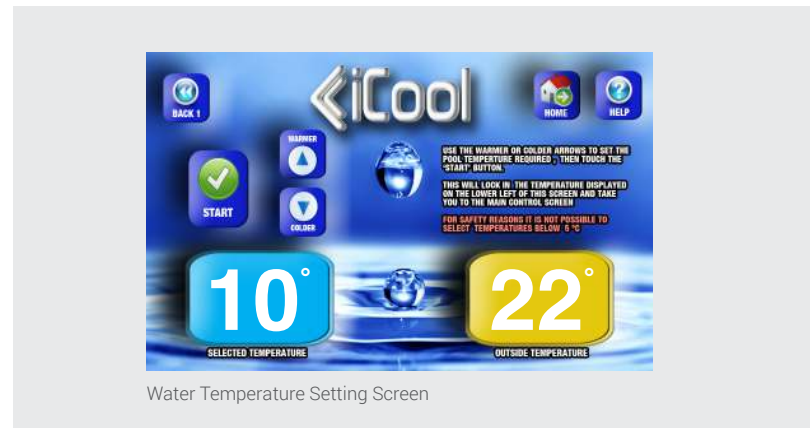 iCool
BACK 1
HOME
HELP
WARMER
START
COLDER
USE THE WARMER OR COLDER ARROWS TO SET THE
POOL TEMPERTURE REQUIRED , THEN TOUCH THE
'START' BUTTON.
THIS WILL LOCK IN THE TEMPERATURE DISPLAYED
ON THE LOWER LEFT OF THIS SCREEN AND TAKE
YOU TO THE MAIN CONTROL SCREEN
FOR SAFETY REASONS IT IS NOT POSSIBLE TO
SELECT TEMPERATURES BELOW 5 °C
10°
22°
SELECTED TEMPERATURE
OUTSIDE TEMPERATURE
Water Temperature Setting Screen